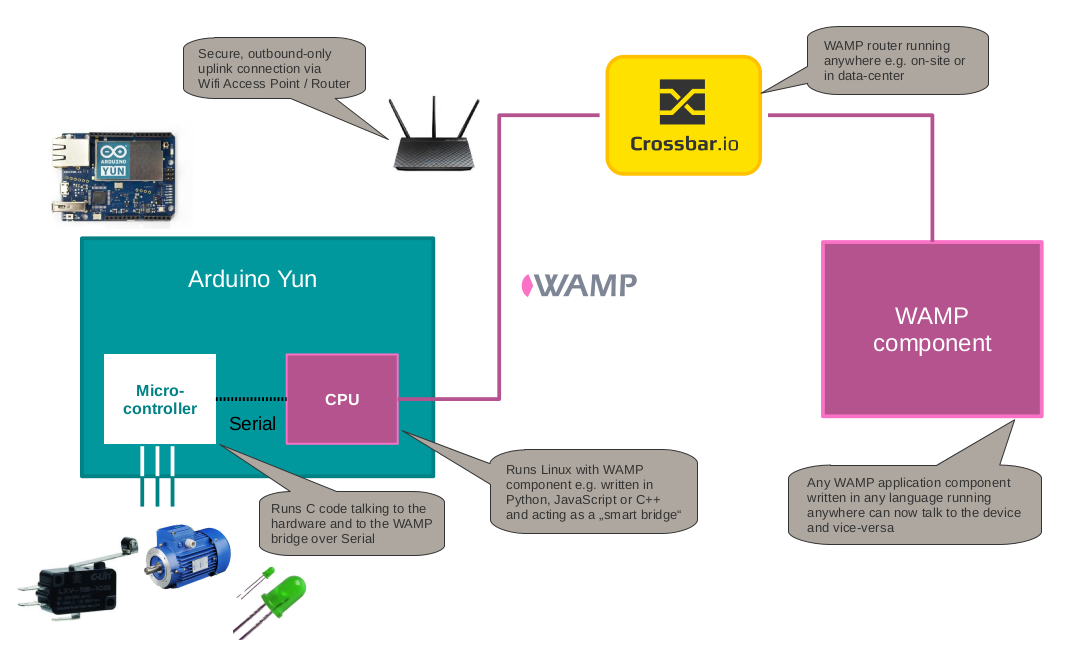 Secure, outbound-only
uplink connection via
Wifi Access Point / Router
WAMP router running
anywhere e.g. on-site or
in data-center
Crossbar.io
ARDUINO
YUN
Arduino Yun
WAMP
WAMP
component
Micro-
controller
Serial
CPU
Runs Linux with WAMP
component e.g. written in
Python, JavaScript or C++
and acting as a „smart bridge“
Any WAMP application component
written in any language running
anywhere can now talk to the device
and vice-versa
Runs C code talking to the
hardware and to the WAMP
bridge over Serial